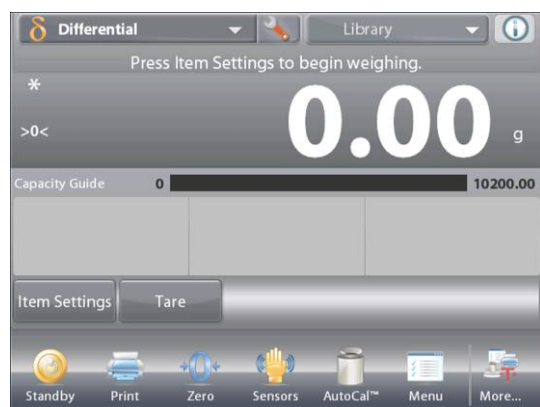 δ Differential Library
Press Item Settings to begin weighing.
*
>0<
0.00 g
Capacity Guide 0 10200.00
Item Settings Tare
Standby Print Zero Sensors AutoCal™ Menu More...